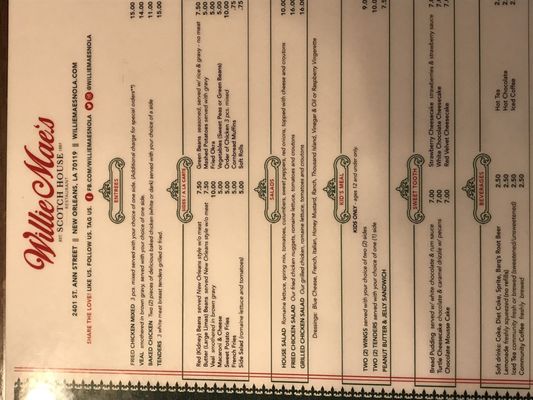 Willie Mae's
EST. SCOTCH HOUSE 1957
RESTAURANT
2401 ST. ANN STREET || NEW ORLEANS, LA 70119 || WILLIEMAESNOLA.COM
SHARE THE LOVE! LIKE US. FOLLOW US. TAG US. FB.COM/WILLIEMAESNOLA @WILLIEMAESNOLA
ENTREES
FRIED CHICKEN MIXED 3 pcs. mixed served with your choice of one side. (Additional charge for special orders**) 15.00
VEAL smothered in brown gravy, served with your choice of one side. 14.00
BAKED CHICKEN Two (2) pieces of delicious baked chicken (white or dark) served with your choice of a side 11.00
TENDERS 3 white meat breast tenders grilled or fried. 15.00
SIDES / A LA CARTE
Red (Kidney) Beans served New Orleans style w/o meat 7.50
Butter (Large Lima) Beans served New Orleans style w/o meat 7.50
Veal smothered in brown gravy 10.00
Macaroni & Cheese 5.00
Sweet Potato Fries 5.00
French Fries 5.00
Side Salad (romaine lettuce and tomatoes) 5.00
Green Beans seasoned, served w/ rice & gravy - no meat 7.50
Mashed Potatoes served with gravy 5.00
Fried Okra 5.00
Vegetables (Sweet Peas or Green Beans) 5.00
Order of Chicken 3 pcs. mixed 10.00
Cornbread Muffins .75
Soft Rolls .75
SALADS
HOUSE SALAD Romaine lettuce, spring mix, tomatoes, cucumbers, sweet peppers, red onions, topped with cheese and croutons 10.00
FRIED CHICKEN SALAD Our fried chicken nuggets, romaine lettuce, tomatoes and croutons 16.00
GRILLED CHICKEN SALAD Our grilled chicken, romaine lettuce, tomatoes and croutons 16.00
Dressings: Blue Cheese, French, Italian, Honey Mustard, Ranch, Thousand Island, Vinegar & Oil or Raspberry Vinigarette
KID'S MEAL
KIDS ONLY - ages 12 and under only.
TWO (2) WINGS served with your choice of two (2) sides
TWO (2) TENDERS served with your choice of one (1) side
PEANUT BUTTER & JELLY SANDWICH
SWEET TOOTH
Bread Pudding served w/ white chocolate & rum sauce 7.00
Turtle Cheesecake chocolate & caramel drizzle w/ pecans 7.00
Chocolate Mousse Cake 7.00
Strawberry Cheesecake strawberries & strawberry sauce
White Chocolate Cheesecake
Red Velvet Cheesecake
BEVERAGES
Soft drinks: Coke, Diet Coke, Sprite, Barq's Root Beer 2.50
Lemonade freshly squeezed (no refills) 2.50
Iced Tea community fresh brewed (sweetened/unsweetened) 2.50
Community Coffee freshly brewed 2.50
Hot Tea
Hot Chocolate
Iced Coffee